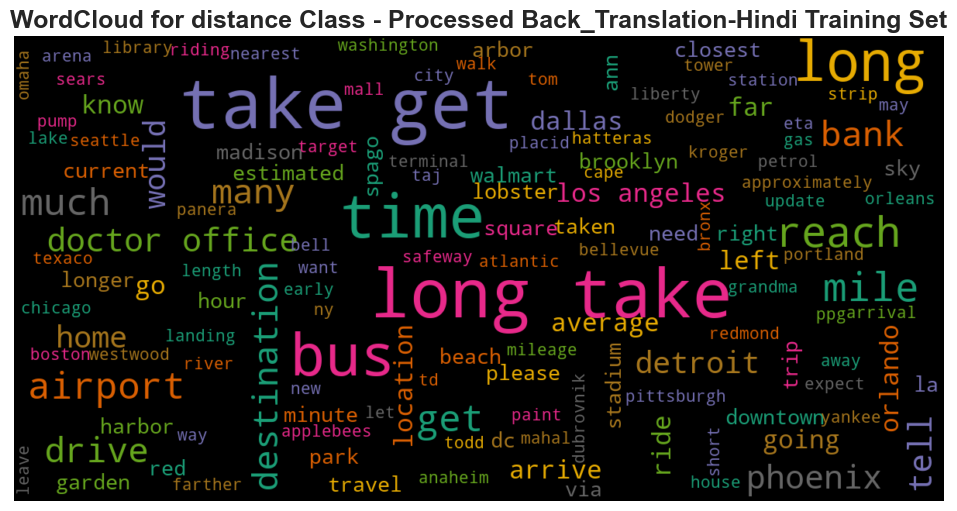 WordCloud for distance Class - Processed Back_Translation-Hindi Training Set
omaha
arena
library
riding
nearest
washington
arbor
walk
ann
closest
tower
station
long
sears
take get
mall
city
tom
liberty
strip
may
know
pump
far
dodger
dallas
bank
lake
seattle
would
target
placid
hatteras
eta
gas
madison
spago
terminal
brooklyn
kroger
petrol
sky
current
estimated
taj
walmart
cape
approximately
many
lobster
los angeles
update
orleans
much
panera
time
square
taken
need
bronx
right
reach
doctor office
bell
safeway
atlantic
bellevue
left
portland
texaco
longer
go
length
want
early
long take
grandma
mile
chicago
hour
ny
ppg
arrival
home
landing
destination
average
redmond
boston
westwood
river
bus
location
beach
mileage
stadium
detroit
trip
away
orlando
airport
new
td
please
expect
la
minute
let
get
paint
dubrovnik
pittsburgh
harbor
way
applebees
downtown
yankee
drive
park
todd
dc
mahal
ride
short
going
tell
leave
red
garden
farther
travel
anaheim
arrive
via
house
phoenix